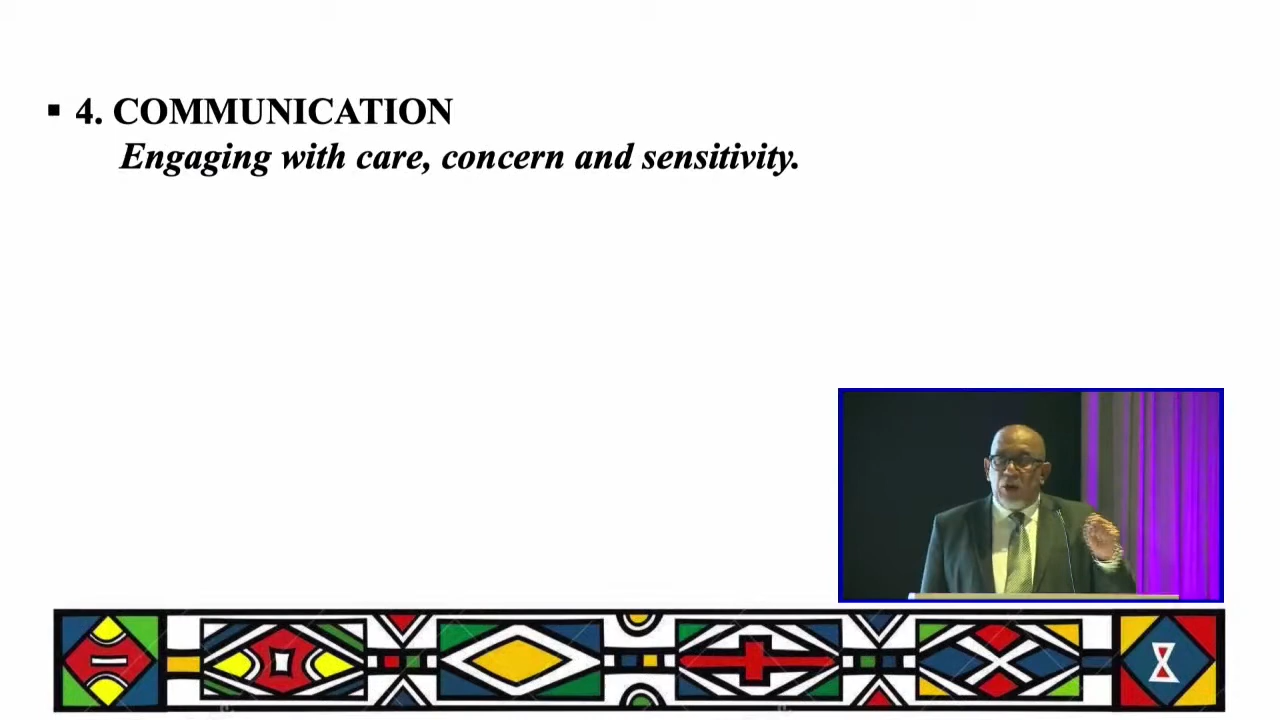 ▪ 4. COMMUNICATION
Engaging with care, concern and sensitivity.